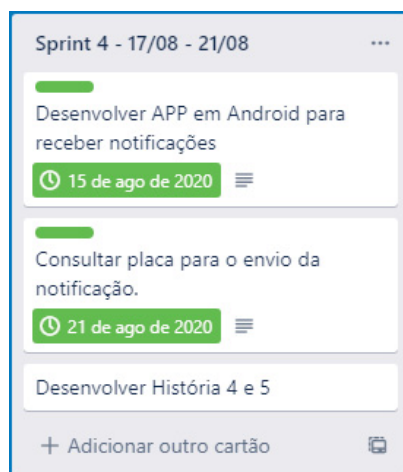 Sprint 4 - 17/08 - 21/08
Desenvolver APP em Android para
receber notificações
15 de ago de 2020
Consultar placa para o envio da
notificação.
21 de ago de 2020
Desenvolver História 4 e 5
+ Adicionar outro cartão